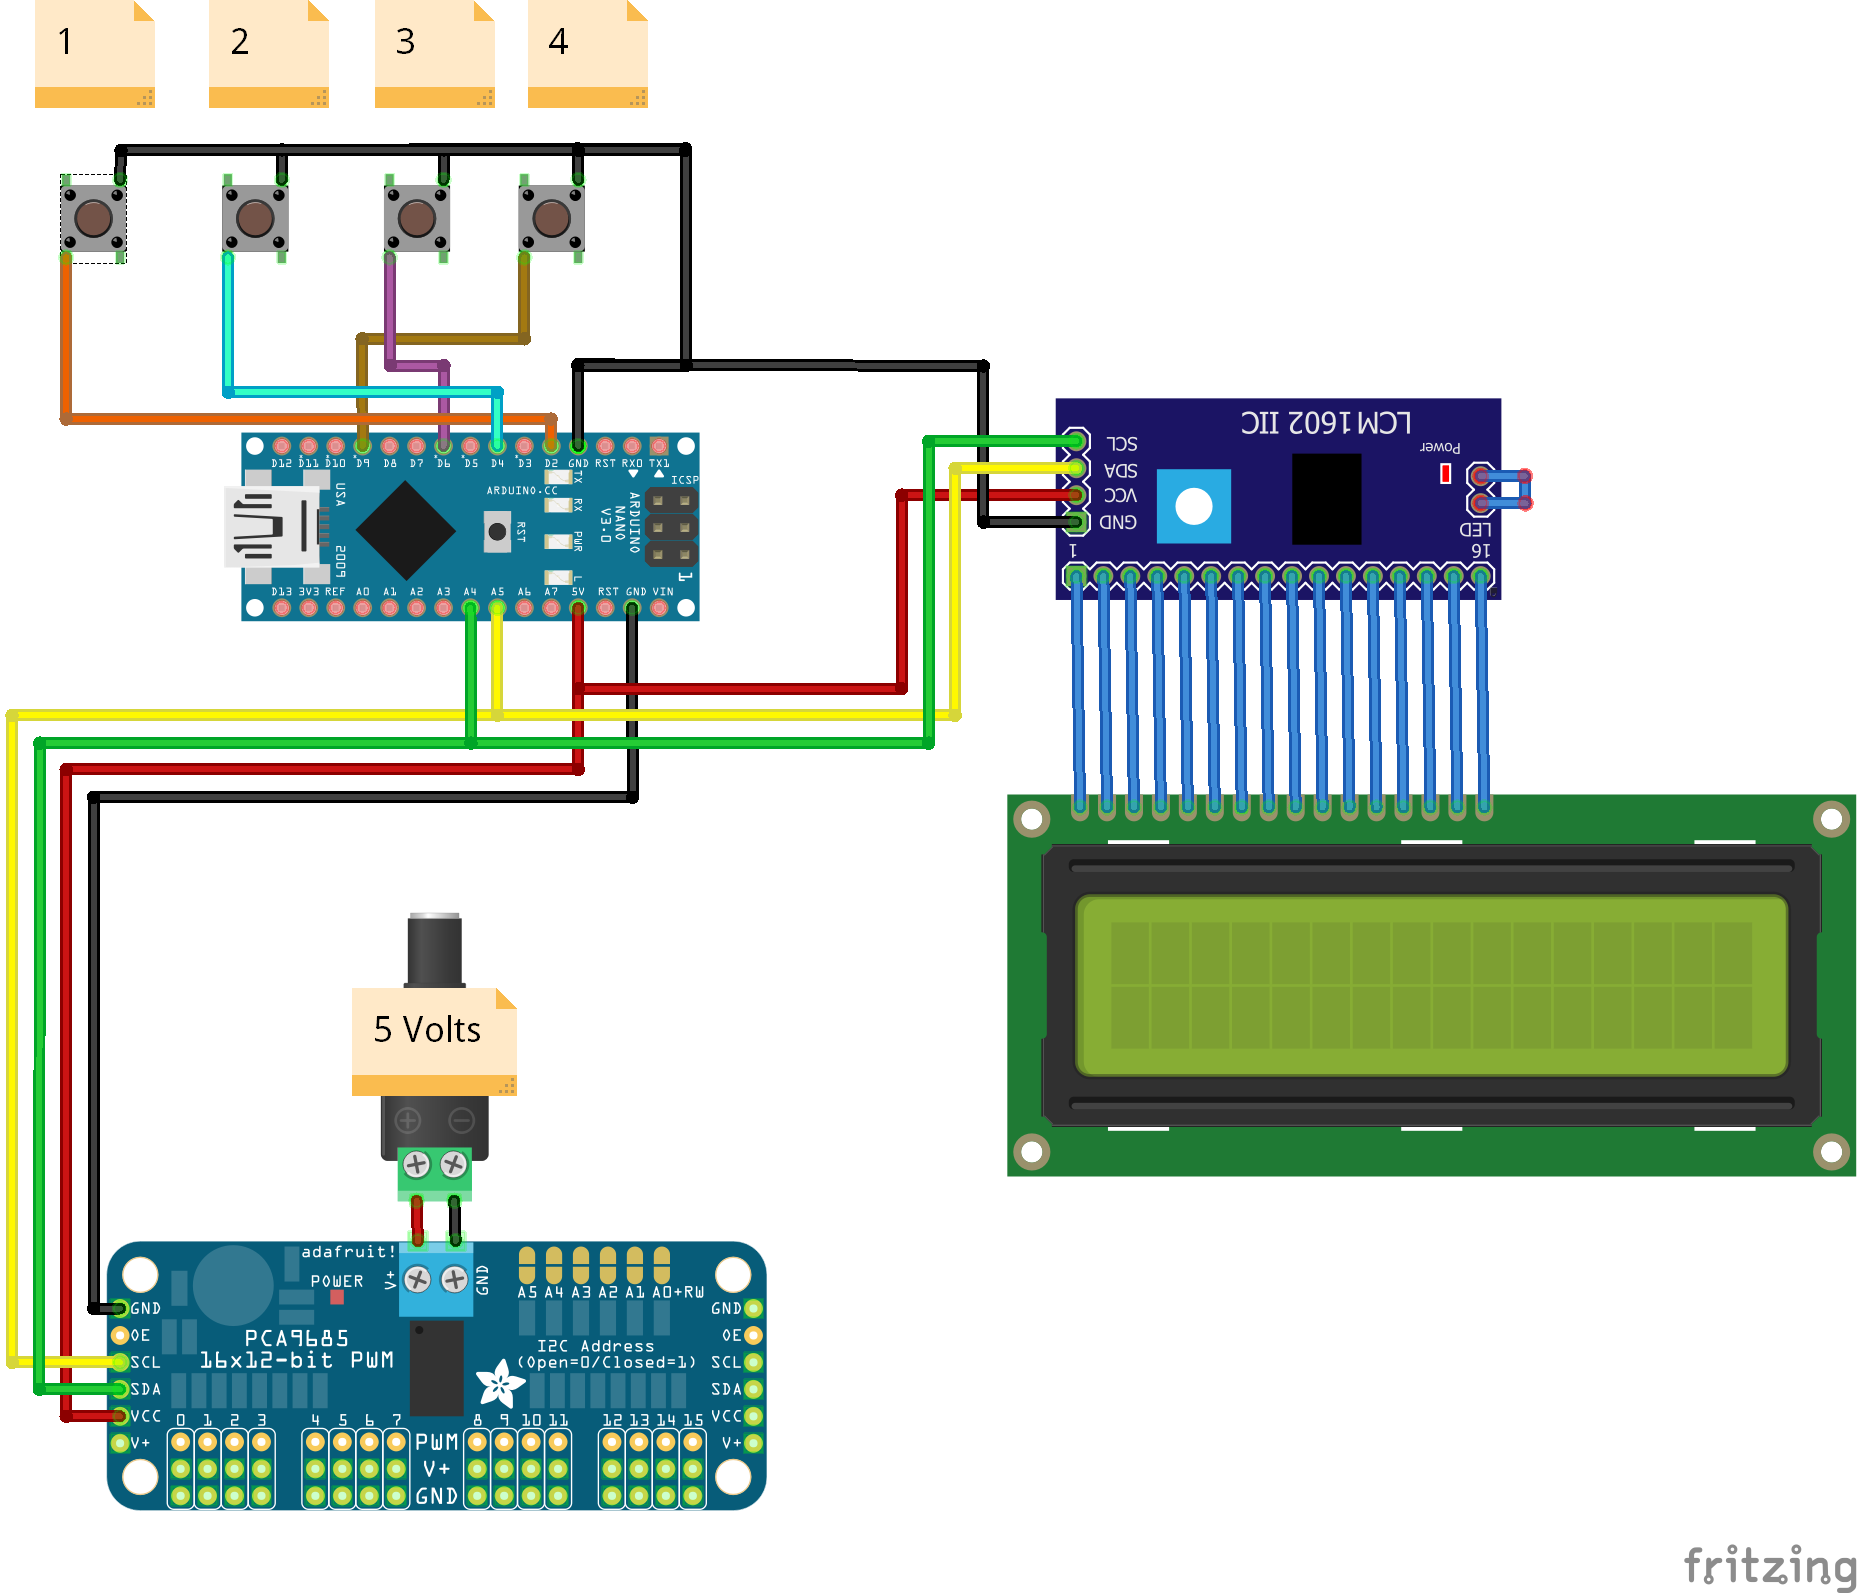 1
2
3
4
D12 D11 D10 D9 D8 D7 D6 D5 D4 D3 D2 GND RST RX0 TX1
ICSP
ARDUINO.CC
TX
RX
PWR
L
RST
ARDUINO
NANO
V3.0
USA
2009
1
D13 3V3 REF A0 A1 A2 A3 A4 A5 A6 A7 5V RST GND VIN
LCM1602 IIC
SCL
SDA
VCC
GND
Power
LED
1
16
5 Volts
adafruit!
POWER
V+
GND
A5 A4 A3 A2 A1 A0+RW
PCA9685
16x12-bit PWM
I2C Address
(Open=0/Closed=1)
GND
OE
SCL
SDA
VCC
V+
GND
OE
SCL
SDA
VCC
V+
0 1 2 3 4 5 6 7 8 9 10 11 12 13 14 15
PWM
V+
GND
fritzing